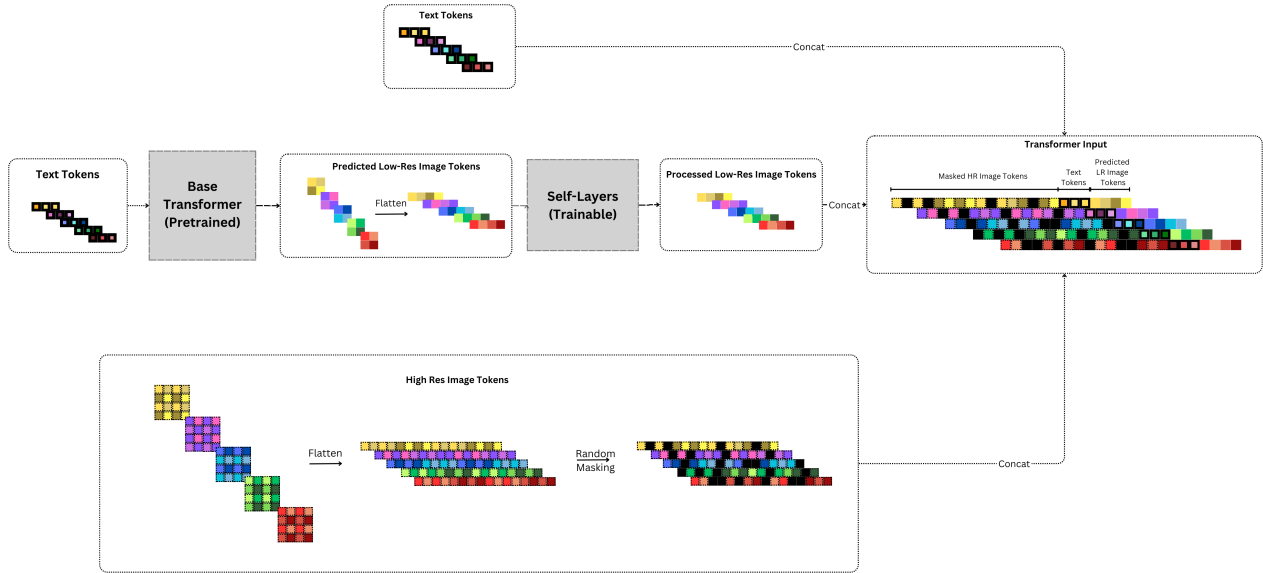 Text Tokens
Concat
Text Tokens
Base
Transformer
(Pretrained)
Predicted Low-Res Image Tokens
Flatten
Self-Layers
(Trainable)
Processed Low-Res Image Tokens
Concat
Transformer Input
Masked HR Image Tokens
Text
Tokens
Predicted
LR Image
Tokens
High Res Image Tokens
Flatten
Random
Masking
Concat